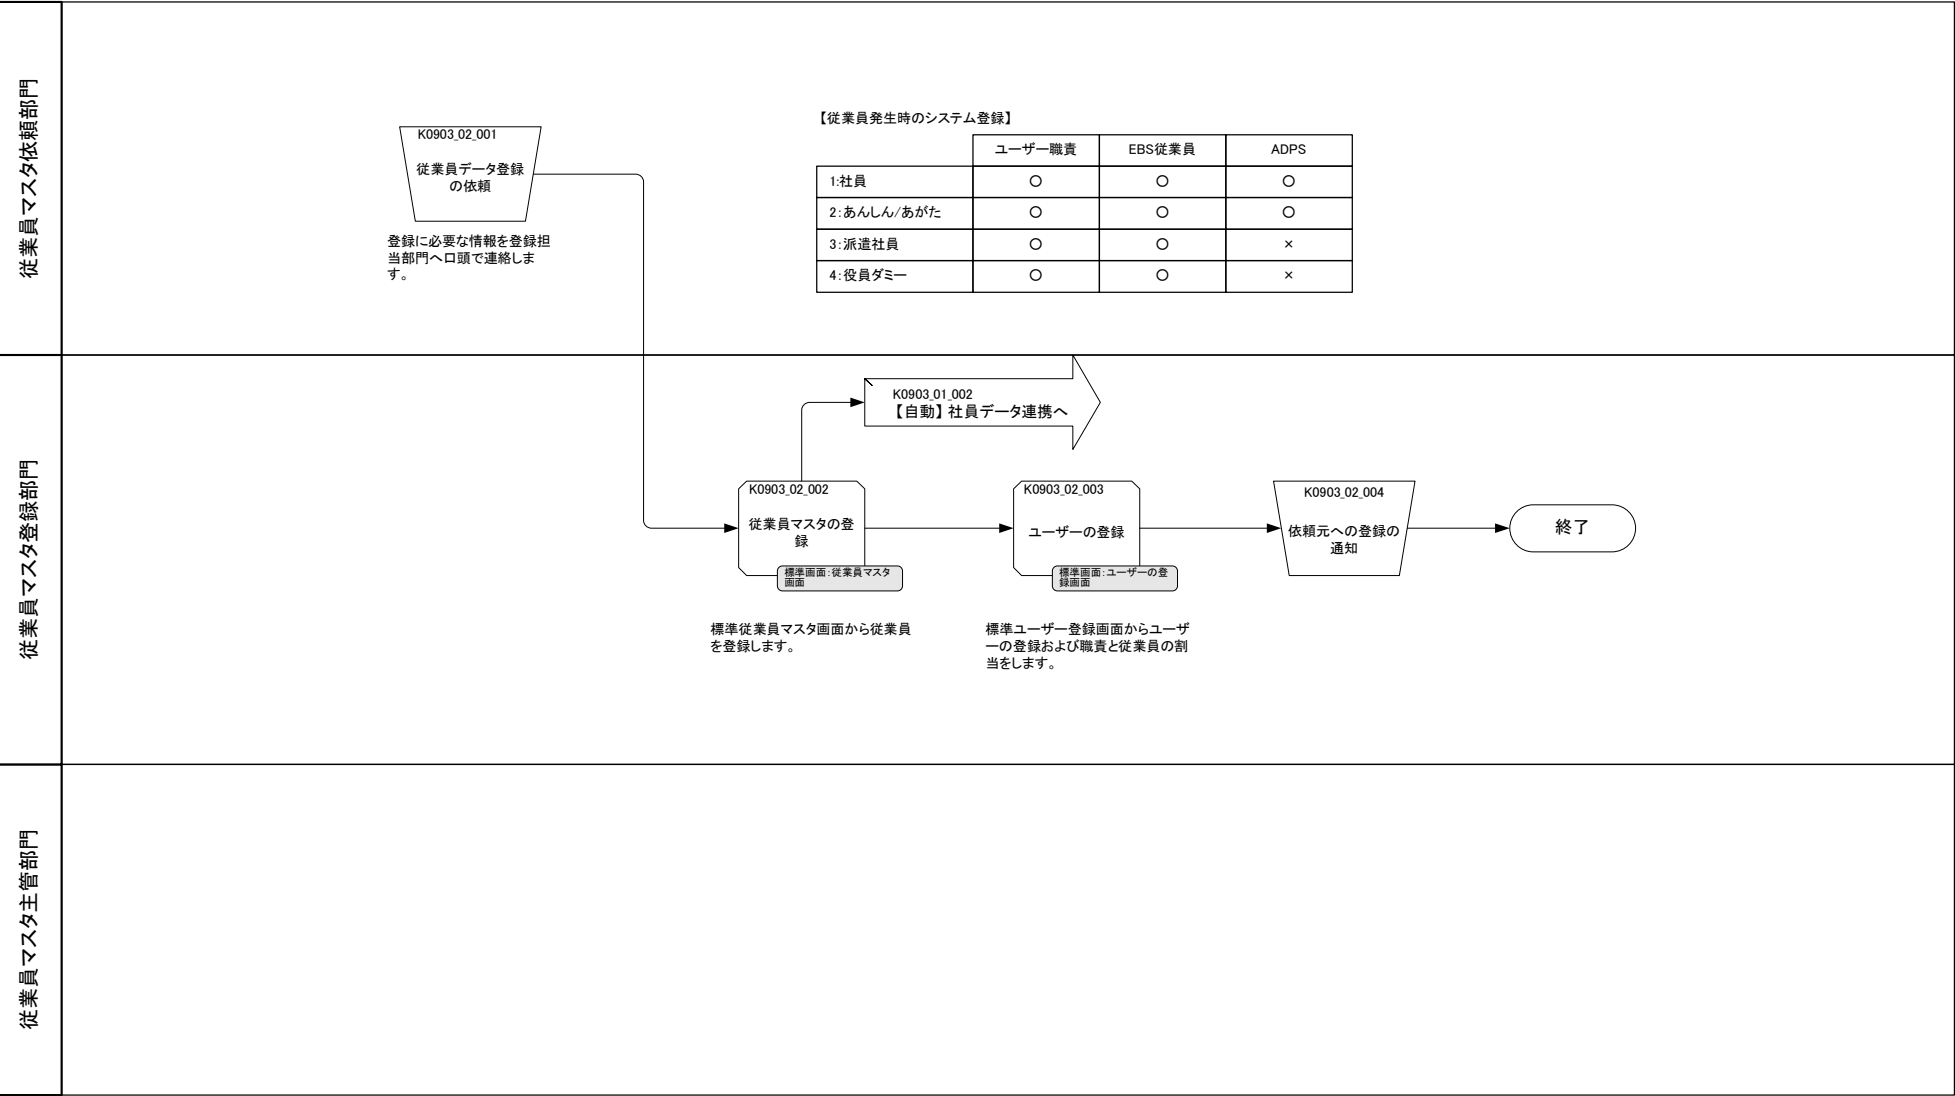 従業員マスタ依頼部門
K0903_02_001
従業員データ登録
の依頼
登録に必要な情報を登録担
当部門へ口頭で連絡しま
す。
【従業員発生時のシステム登録】
ユーザー職責 EBS従業員 ADPS
1:社員 ○ ○ ○
2:あんしん/あがた ○ ○ ○
3:派遣社員 ○ ○ ×
4:役員ダミー ○ ○ ×
従業員マスタ登録部門
K0903_01_002
【自動】社員データ連携へ
K0903_02_002
従業員マスタの登
録
標準画面:従業員マスタ
画面
標準従業員マスタ画面から従業員
を登録します。
K0903_02_003
ユーザーの登録
標準画面:ユーザーの登
録画面
標準ユーザー登録画面からユーザ
ーの登録および職責と従業員の割
当をします。
K0903_02_004
依頼元への登録の
通知
終了
従業員マスタ主管部門